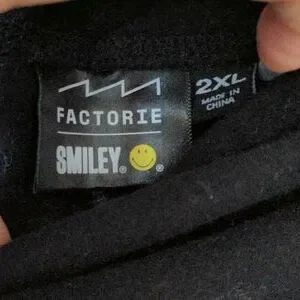 FACTORIE
SMILEY® ®
2XL
MADE IN
CHINA